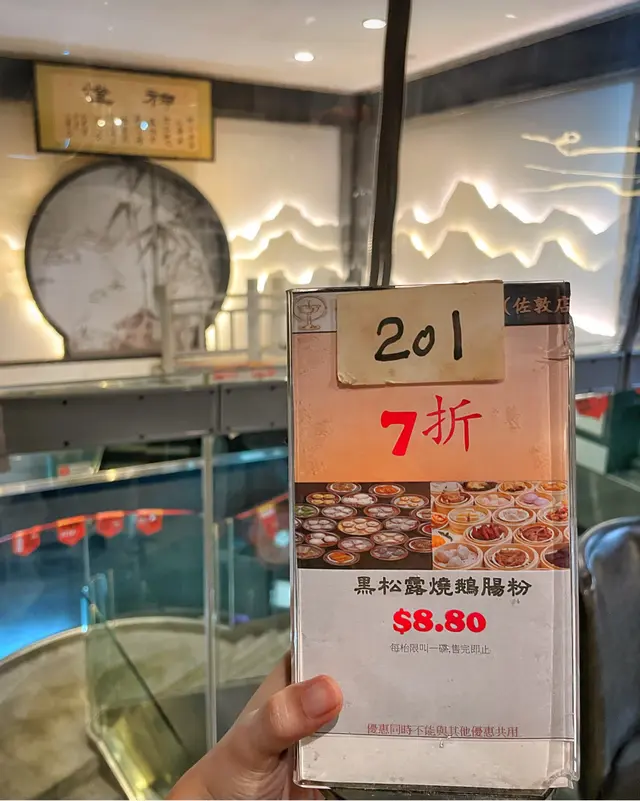 煌神
201
（佐敦店
7折
黑松露燒鵝腸粉
$8.80
每枱限叫一碟,售完即止
優惠同時不能與其他優惠共用